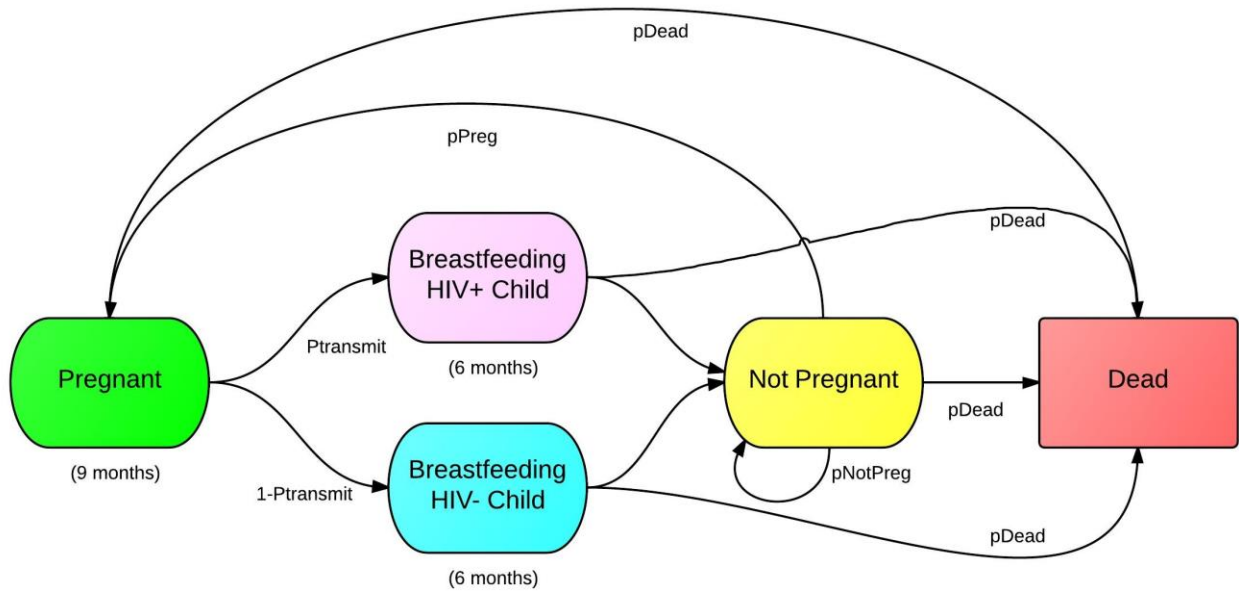 pDead
pPreg
pDead
Breastfeeding
HIV+ Child
(6 months)
Ptransmit
Pregnant
(9 months)
1-Ptransmit
Breastfeeding
HIV- Child
(6 months)
Not Pregnant
pNotPreg
pDead
Dead
pDead